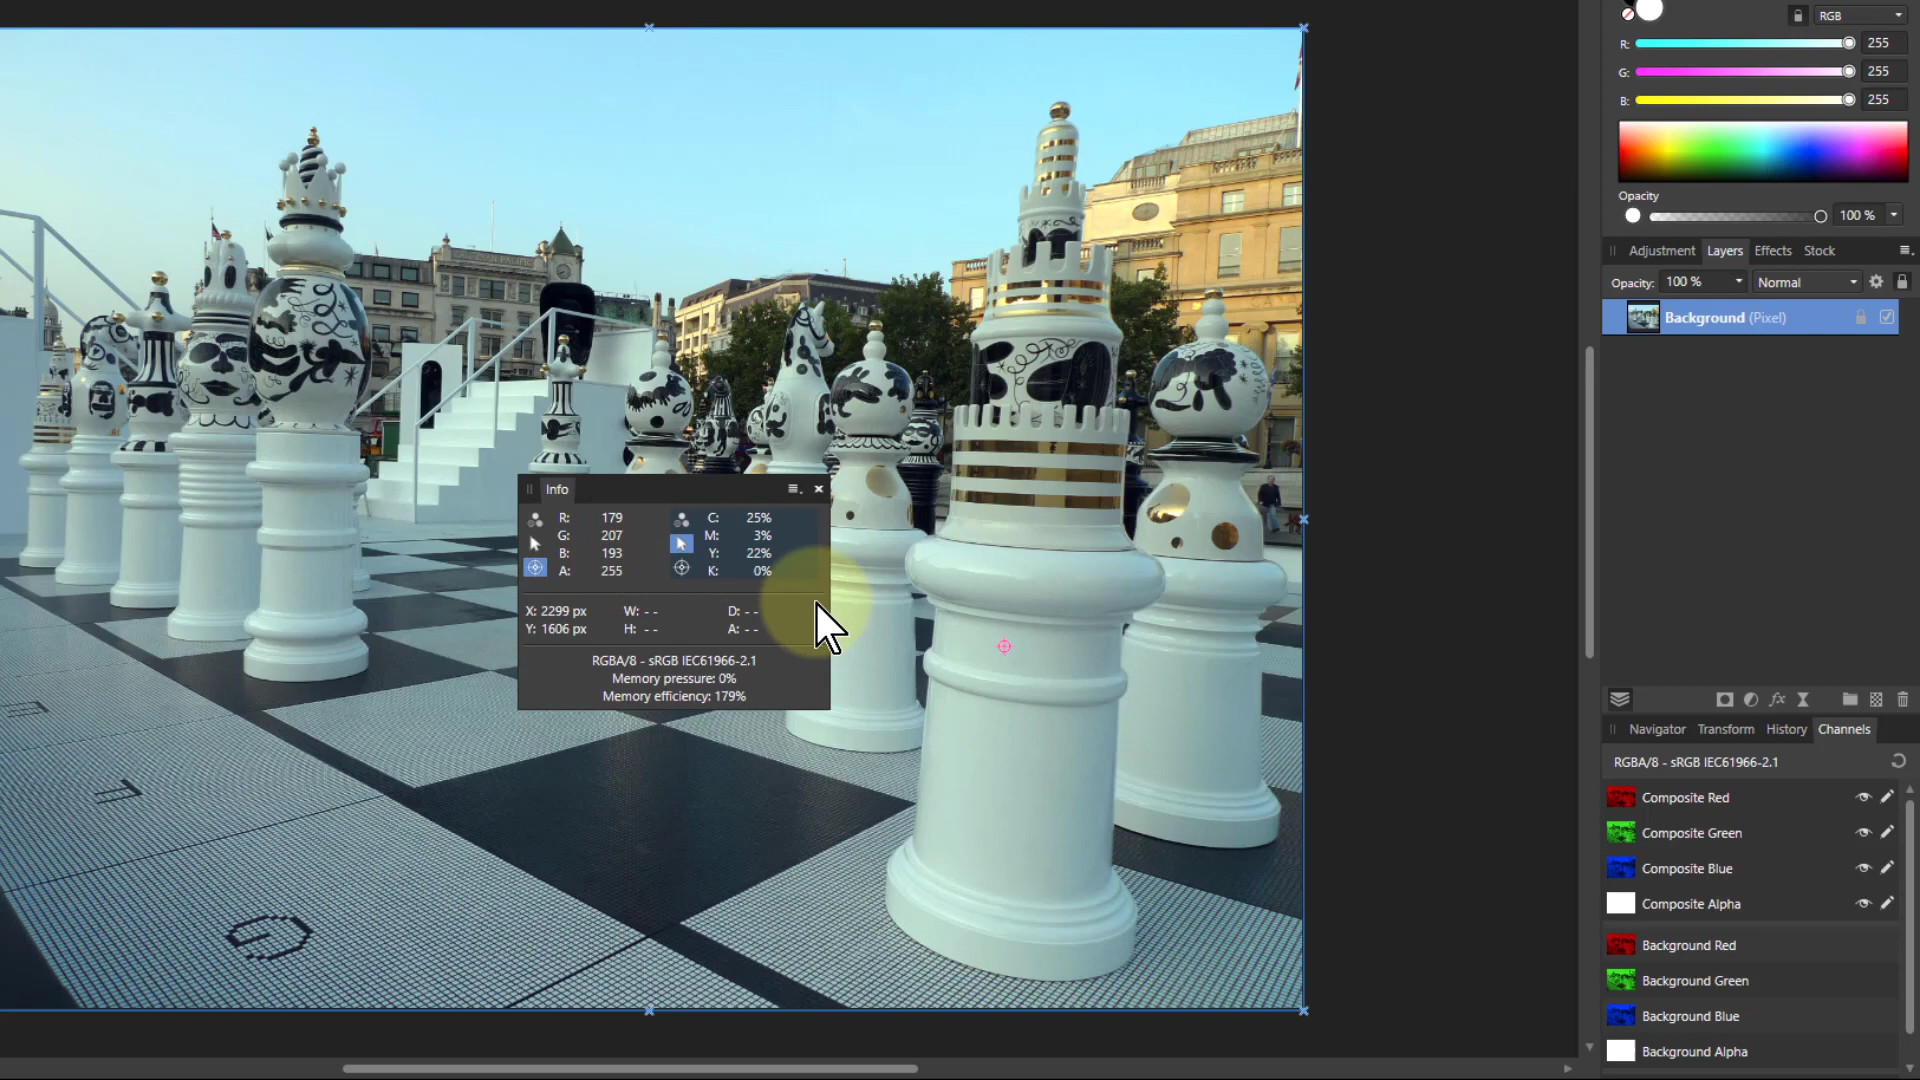 RGB
R: 255
G: 255
B: 255
Opacity
100 %
Adjustment Layers Effects Stock
Opacity: 100 % Normal
Background (Pixel)
Info
R: 179 C: 25%
G: 207 M: 3%
B: 193 Y: 22%
A: 255 K: 0%
X: 2299 px W: - - D: - -
Y: 1606 px H: - - A: - -
RGBA/8 - sRGB IEC61966-2.1
Memory pressure: 0%
Memory efficiency: 179%
fx
Navigator Transform History Channels
RGBA/8 - sRGB IEC61966-2.1
Composite Red
Composite Green
Composite Blue
Composite Alpha
Background Red
Background Green
Background Blue
Background Alpha